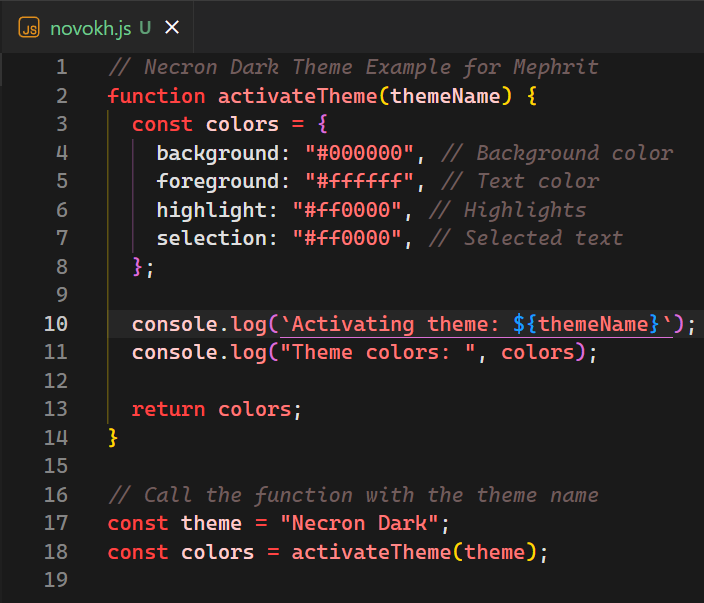 JS novokh.js U ×
1 // Necron Dark Theme Example for Mephrit
2 function activateTheme(themeName) {
3   const colors = {
4     background: "#000000", // Background color
5     foreground: "#ffffff", // Text color
6     highlight: "#ff0000", // Highlights
7     selection: "#ff0000", // Selected text
8   };
9
10   console.log(`Activating theme: ${themeName}`);
11   console.log("Theme colors: ", colors);
12
13   return colors;
14 }
15
16 // Call the function with the theme name
17 const theme = "Necron Dark";
18 const colors = activateTheme(theme);
19